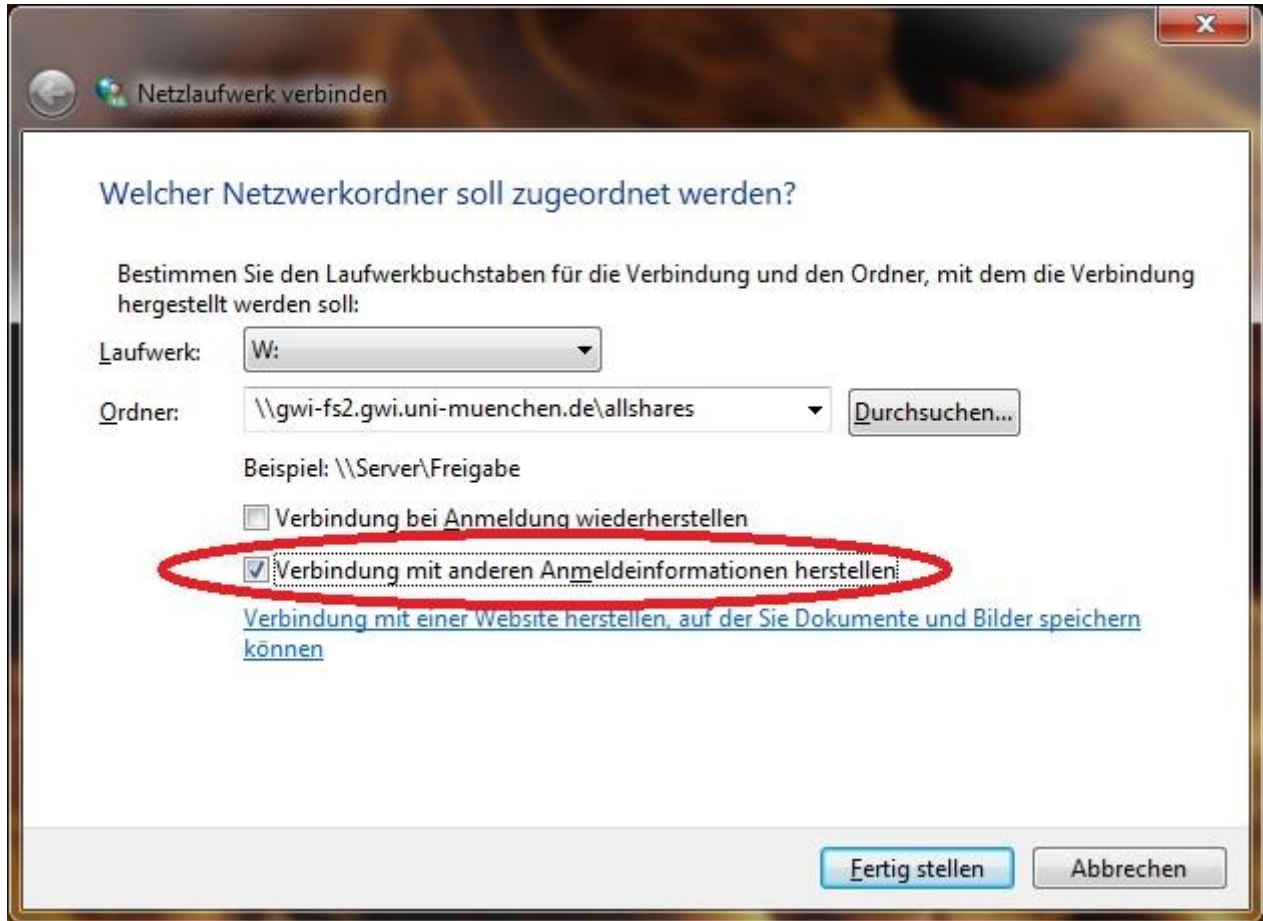 Netzlaufwerk verbinden
Welcher Netzwerkordner soll zugeordnet werden?
Bestimmen Sie den Laufwerkbuchstaben für die Verbindung und den Ordner, mit dem die Verbindung
hergestellt werden soll:
Laufwerk: W:
Ordner: \\gwi-fs2.gwi.uni-muenchen.de\allshares Durchsuchen...
Beispiel: \\Server\Freigabe
Verbindung bei Anmeldung wiederherstellen
Verbindung mit anderen Anmeldeinformationen herstellen
Verbindung mit einer Website herstellen, auf der Sie Dokumente und Bilder speichern
können
Fertig stellen Abbrechen